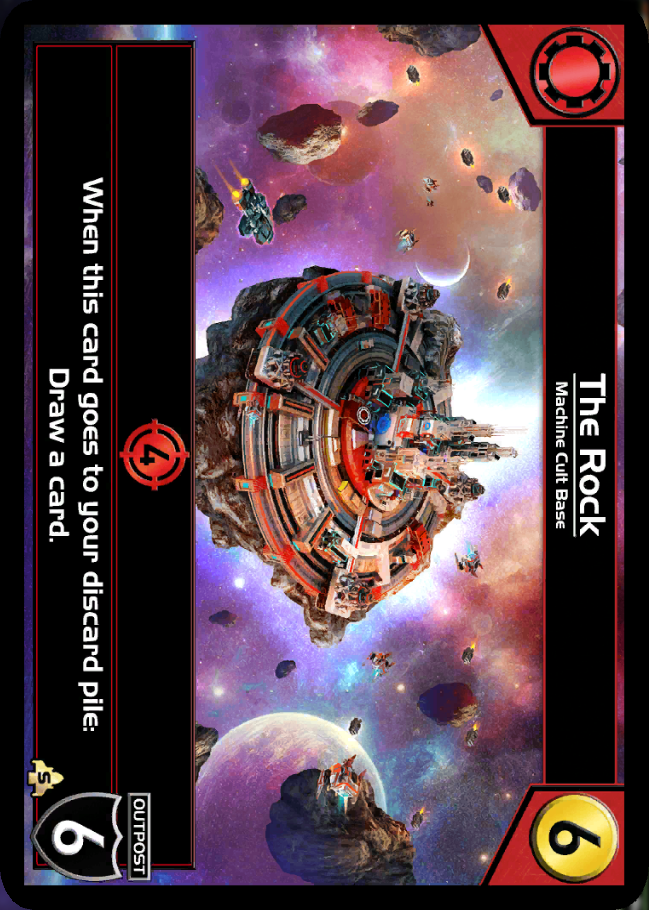 The Rock
Machine Cult Base
6
4
When this card goes to your discard pile:
Draw a card.
S
OUTPOST
6